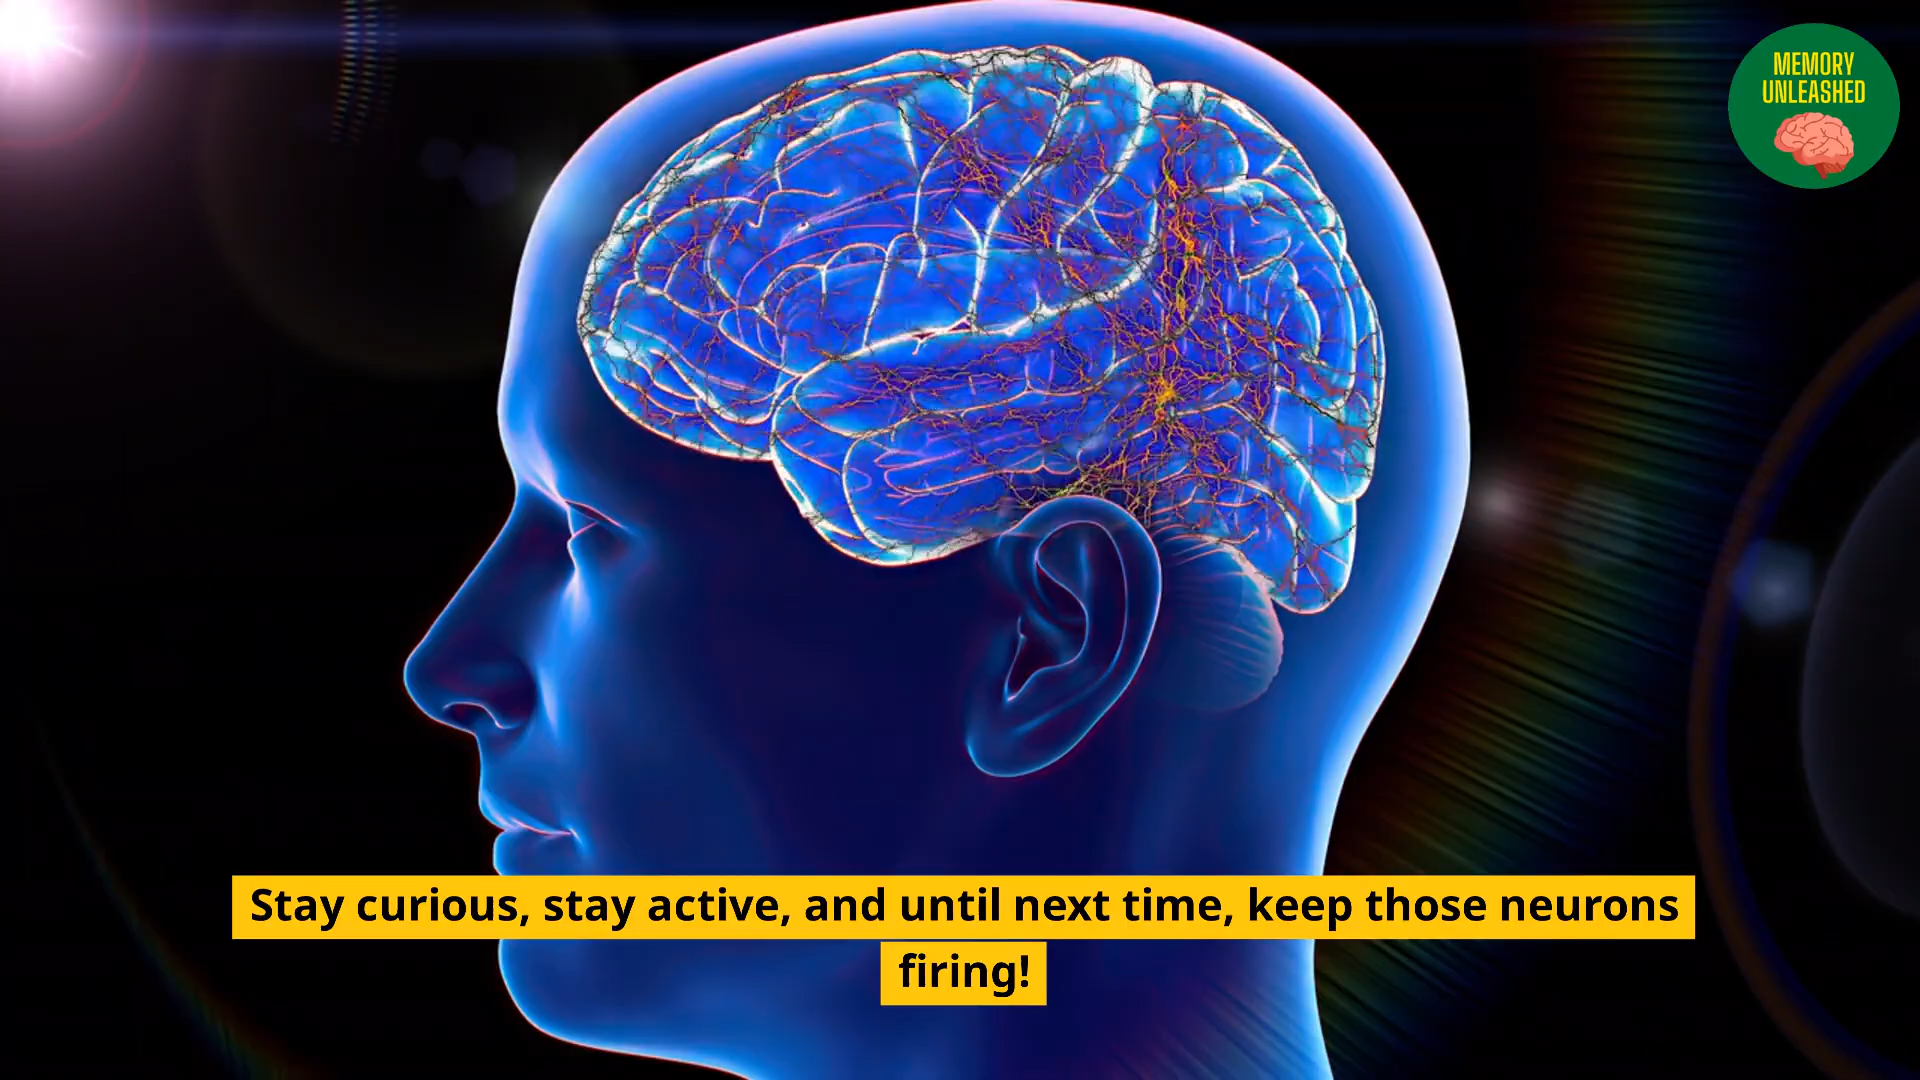 MEMORY
UNLEASHED
Stay curious, stay active, and until next time, keep those neurons
firing!